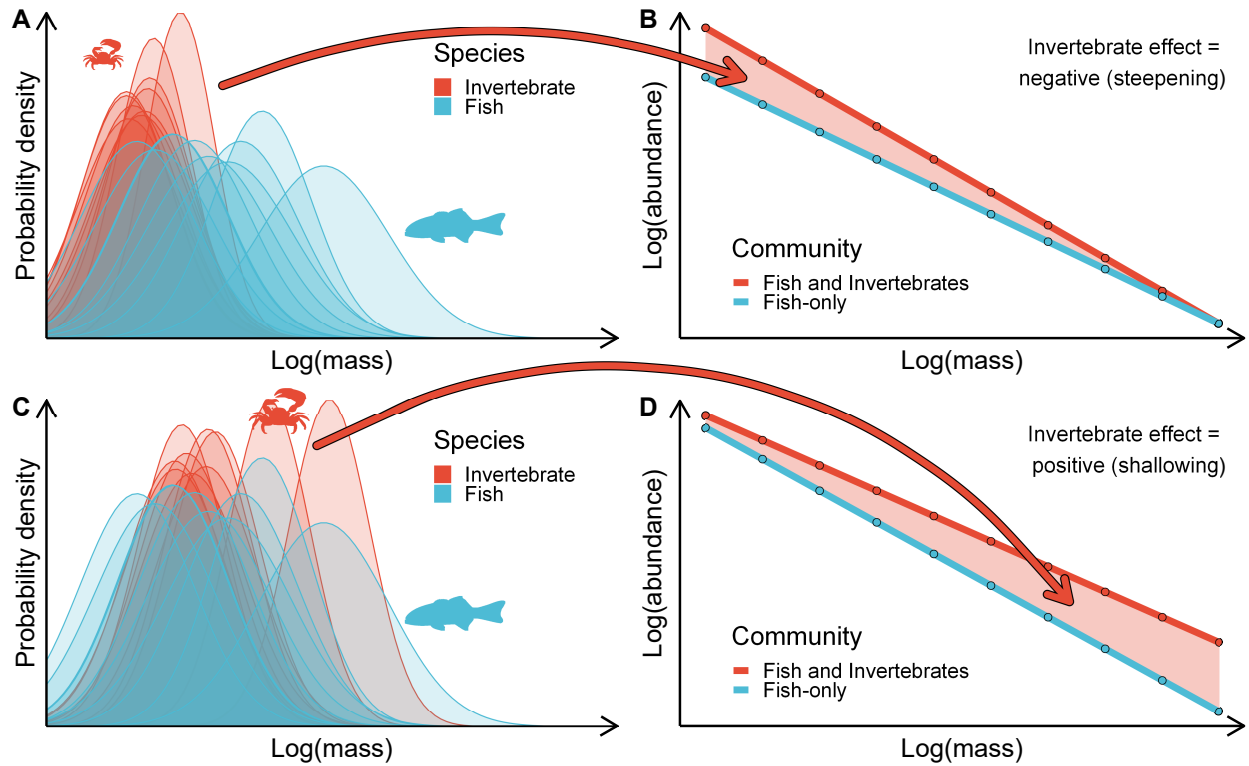 A
Probability density
Species
Invertebrate
Fish
Log(mass)
B
Log(abundance)
Invertebrate effect =
negative (steepening)
Community
Fish and Invertebrates
Fish-only
Log(mass)
C
Probability density
Species
Invertebrate
Fish
Log(mass)
D
Log(abundance)
Invertebrate effect =
positive (shallowing)
Community
Fish and Invertebrates
Fish-only
Log(mass)